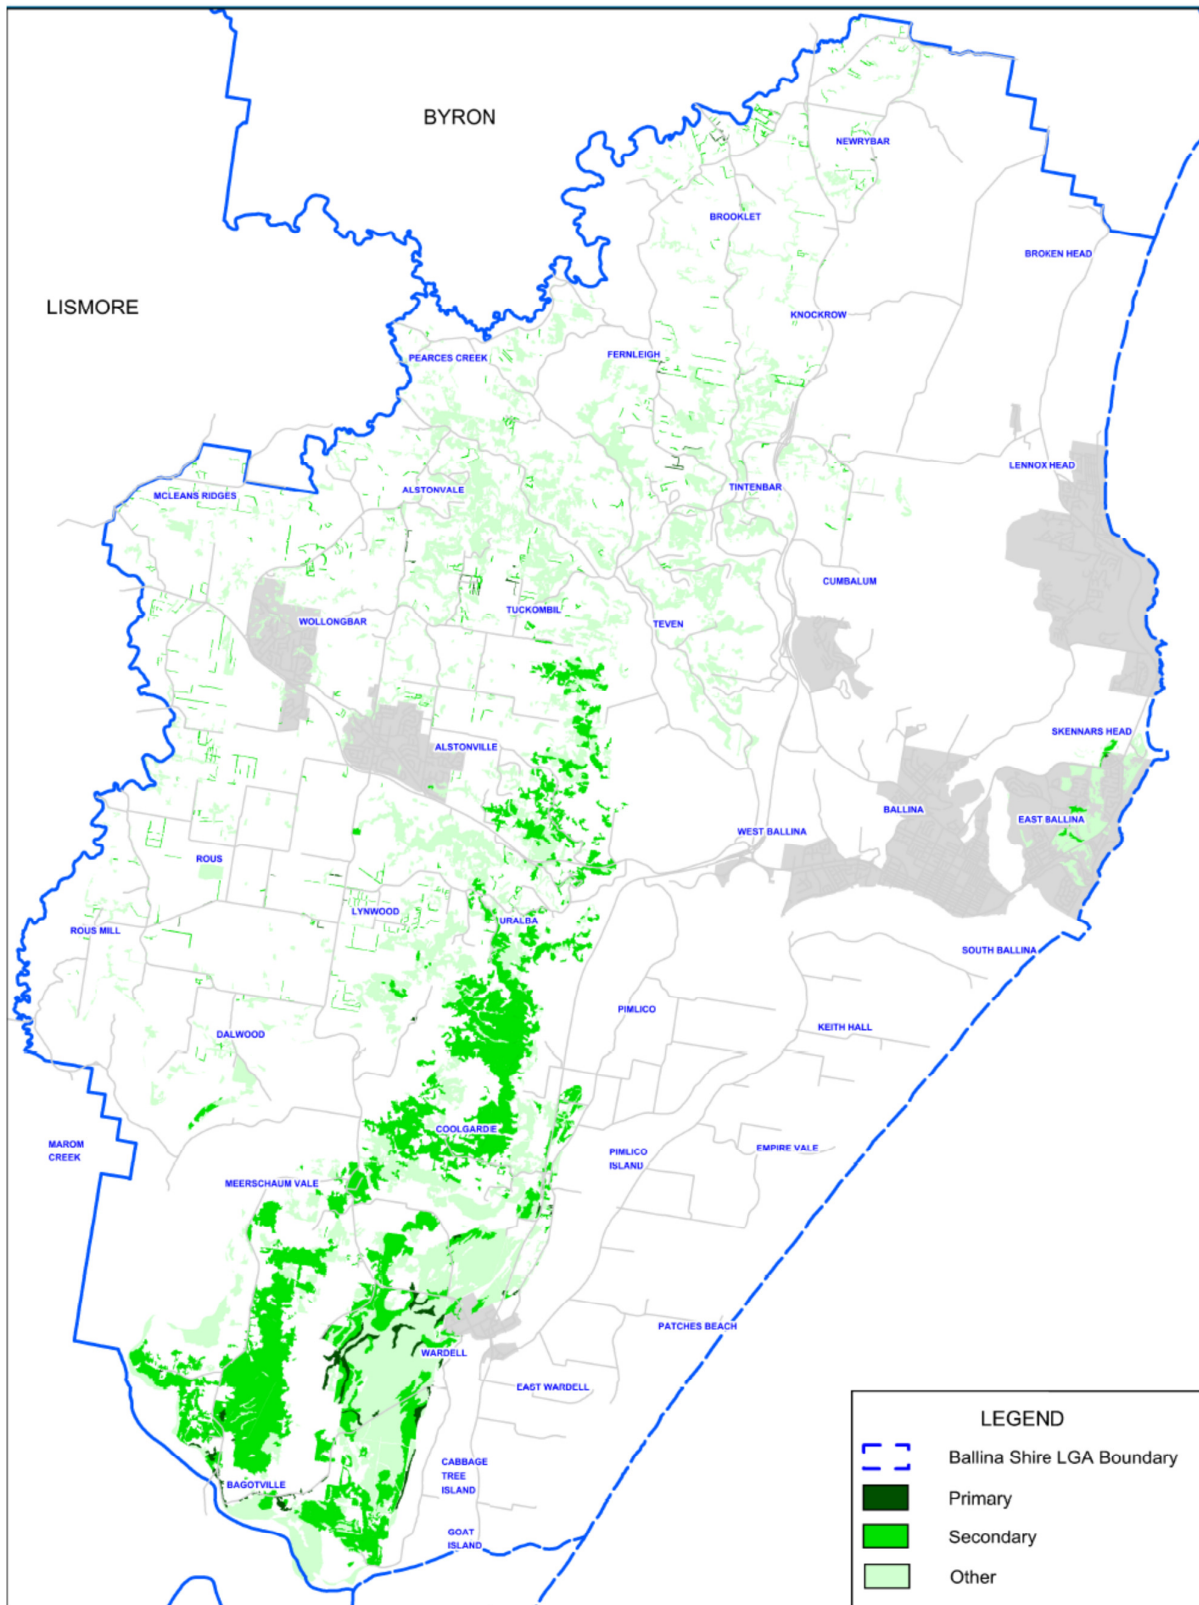 BYRON
NEWRYBAR
BROOKLET
BROKEN HEAD
LISMORE
KNOCKROW
PEARCES CREEK
FERNLEIGH
LENNOX HEAD
MCLEANS RIDGES
ALSTONVALE
TINTENBAR
CUMBALUM
TUCKOMBIL
WOLLONGBAR
TEVEN
SKENNARS HEAD
ALSTONVILLE
BALLINA
EAST BALLINA
WEST BALLINA
ROUS
LYNWOOD
URALBA
ROUS MILL
SOUTH BALLINA
PIMLICO
KEITH HALL
DALWOOD
COOLGARDIE
MAROM
CREEK
EMPIRE VALE
PIMLICO
ISLAND
MEERSCHAUM VALE
PATCHES BEACH
WARDELL
EAST WARDELL
CABBAGE
TREE
ISLAND
BAGOTVILLE
GOAT
ISLAND
LEGEND
Ballina Shire LGA Boundary
Primary
Secondary
Other